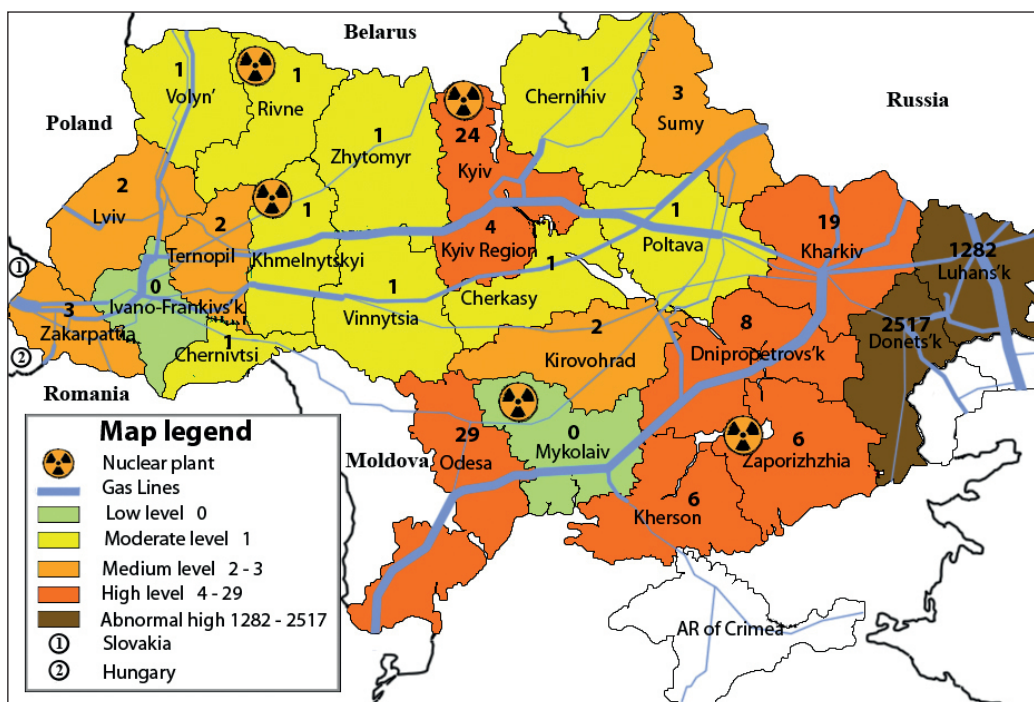 Belarus
Poland
Russia
1
Volyn'
1
Rivne
1
Zhytomyr
24
Kyiv
1
Chernihiv
3
Sumy
2
Lviv
2
Ternopil
1
Khmelnytskyi
4
Kyiv Region
1
Poltava
19
Kharkiv
1282
Luhans'k
1
3
Zakarpattia
2
0
Ivano-Frankivs'k
1
Vinnytsia
1
Cherkasy
2
Kirovohrad
8
Dnipropetrovs'k
2517
Donets'k
1
Chernivtsi
Romania
Moldova
29
Odesa
0
Mykolaiv
6
Zaporizhzhia
6
Kherson
AR of Crimea
Map legend
Nuclear plant
Gas Lines
Low level 0
Moderate level 1
Medium level 2 - 3
High level 4 - 29
Abnormal high 1282 - 2517
1 Slovakia
2 Hungary